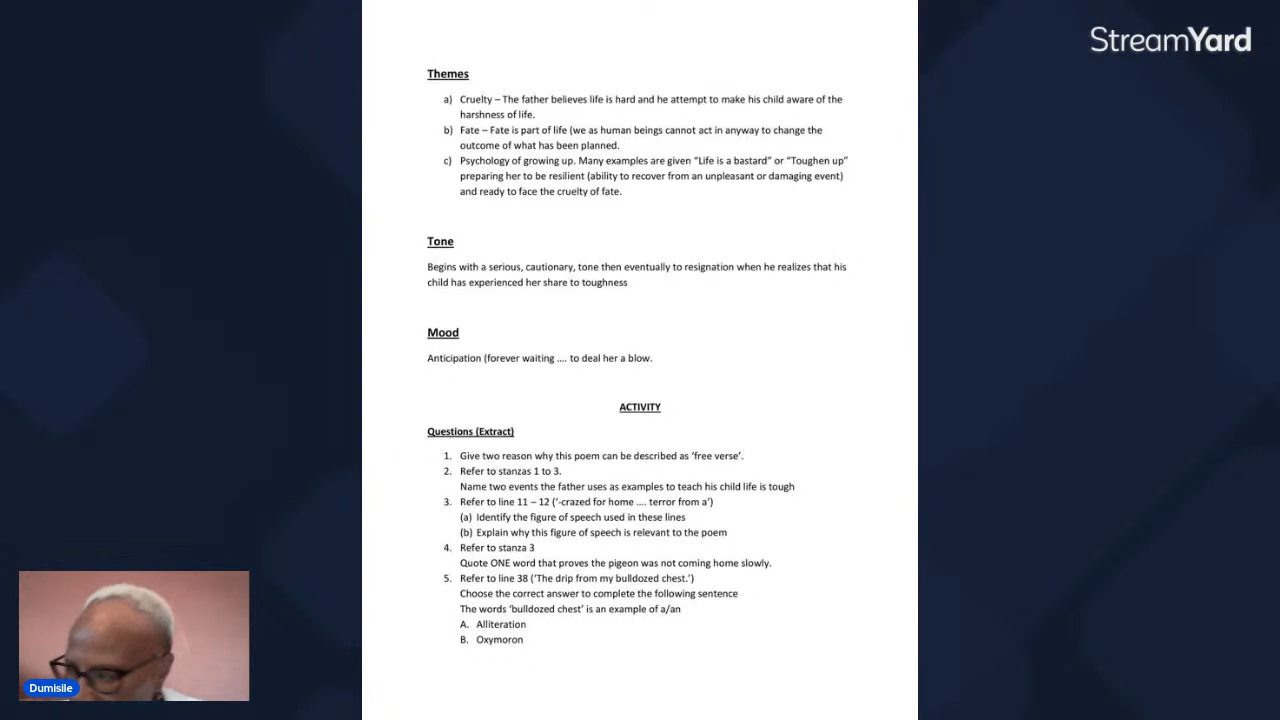 StreamYard
Themes
a) Cruelty – The father believes life is hard and he attempt to make his child aware of the
harshness of life.
b) Fate – Fate is part of life (we as human beings cannot act in anyway to change the
outcome of what has been planned.
c) Psychology of growing up. Many examples are given “Life is a bastard” or “Toughen up”
preparing her to be resilient (ability to recover from an unpleasant or damaging event)
and ready to face the cruelty of fate.
Tone
Begins with a serious, cautionary, tone then eventually to resignation when he realizes that his
child has experienced her share to toughness
Mood
Anticipation (forever waiting .... to deal her a blow.
ACTIVITY
Questions (Extract)
1. Give two reason why this poem can be described as ‘free verse’.
2. Refer to stanzas 1 to 3.
Name two events the father uses as examples to teach his child life is tough
3. Refer to line 11 – 12 (‘-crazed for home .... terror from a’)
(a) Identify the figure of speech used in these lines
(b) Explain why this figure of speech is relevant to the poem
4. Refer to stanza 3
Quote ONE word that proves the pigeon was not coming home slowly.
5. Refer to line 38 (‘The drip from my bulldozed chest.’)
Choose the correct answer to complete the following sentence
The words ‘bulldozed chest’ is an example of a/an
A. Alliteration
B. Oxymoron
Dumisile